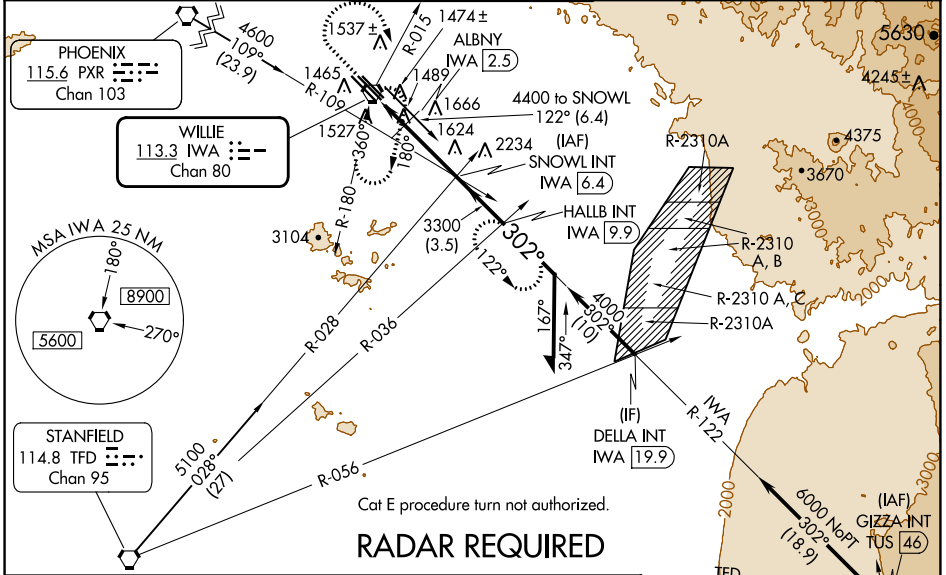 4600
109°
(23.9)
PHOENIX
115.6 PXR
Chan 103
R-109
1537 ±
R-015
1474 ±
ALBNY
IWA 2.5
5630
4245 ±
1465
1489
1666
4400 to SNOWL
122° (6.4)
WILLIE
113.3 IWA
Chan 80
1527
360°
180°
1624
2234
(IAF)
SNOWL INT
IWA 6.4
R-2310A
4375
3670
3000
R-180
3104
3300
(3.5)
HALLB INT
IWA 9.9
302°
122°
R-2310
A, B
MSA IWA 25 NM
180°
8900
270°
5600
R-028
R-036
4000
302°
(10)
167°
347°
R-2310 A, C
R-2310A
(IF)
DELLA INT
IWA 19.9
IWA
R-122
STANFIELD
114.8 TFD
Chan 95
5100
028°
(27)
R-056
Cat E procedure turn not authorized.
RADAR REQUIRED
2000
3000
6000 NoPT
302°
(18.9)
(IAF)
GIZZA INT
TUS 46
TFD